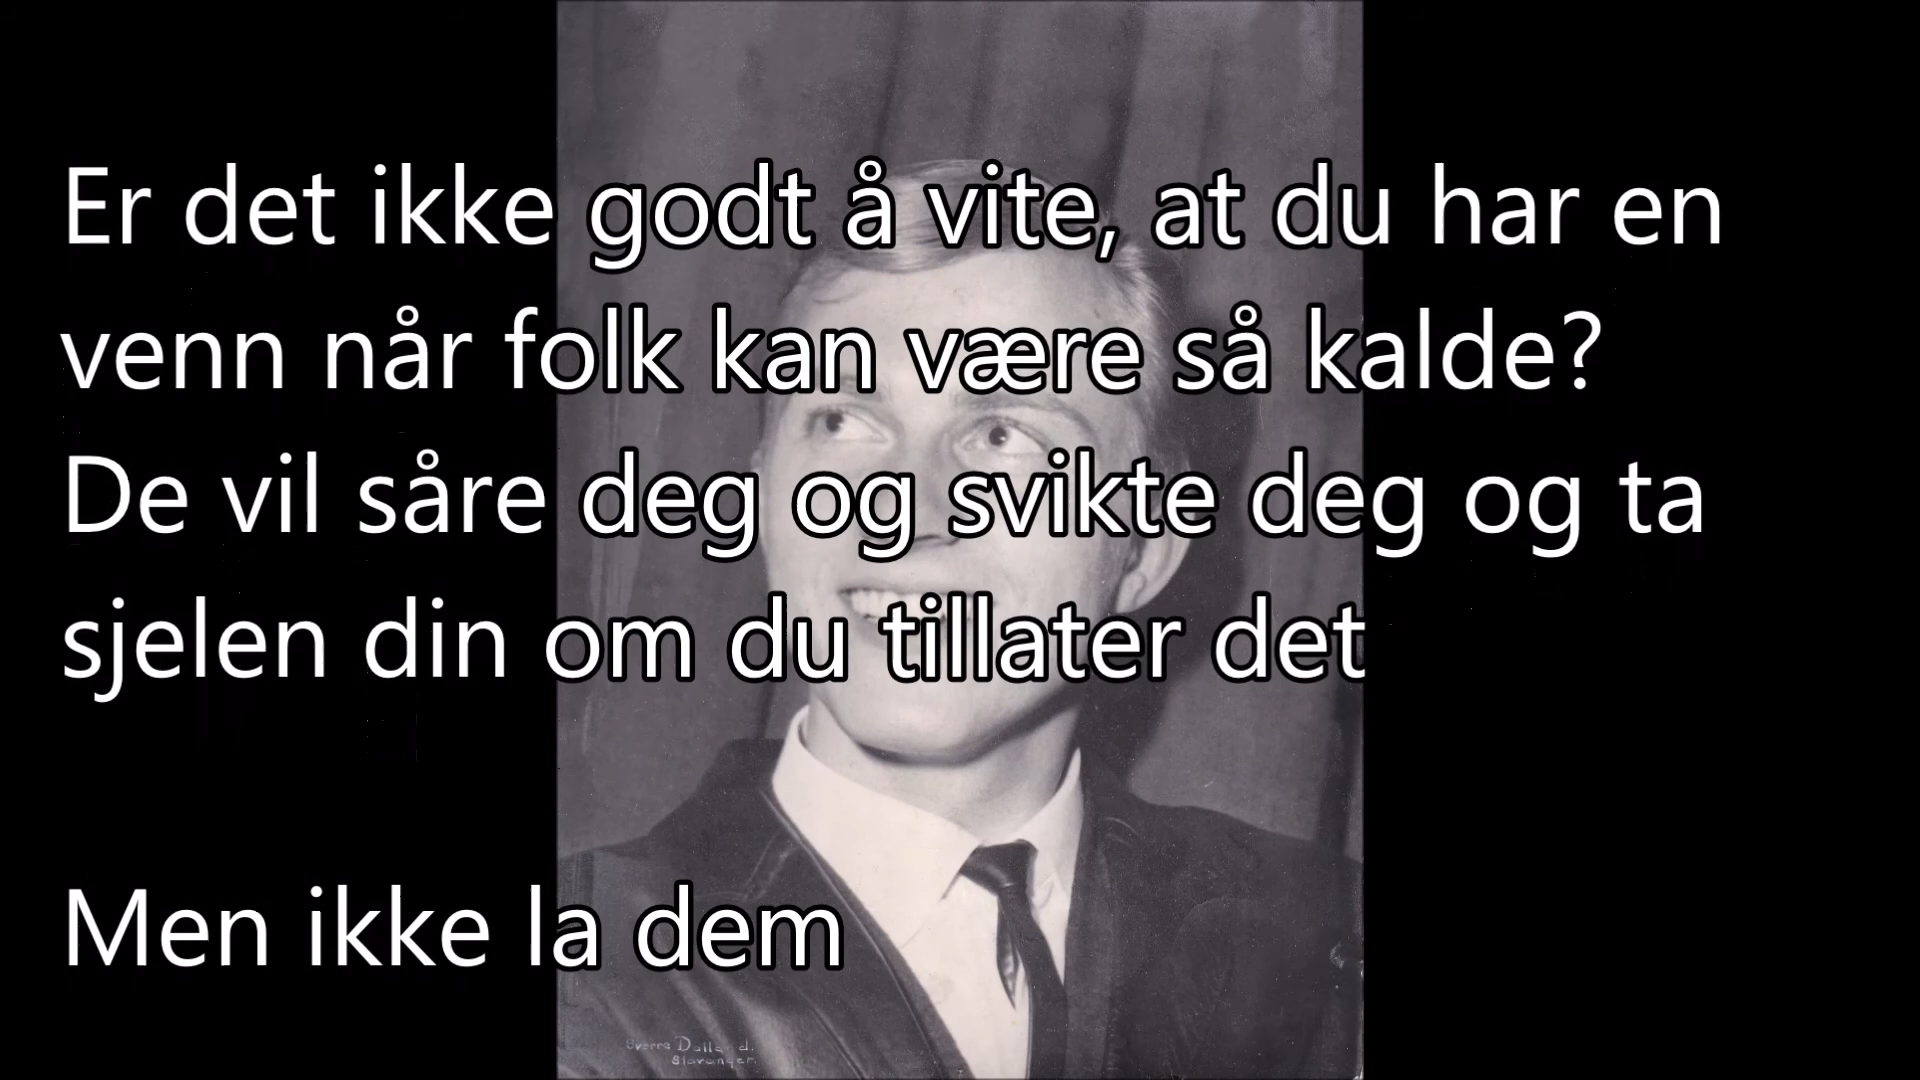 Er det ikke godt å vite, at du har en
venn når folk kan være så kalde?
De vil såre deg og svikte deg og ta
sjelen din om du tillater det
Men ikke la dem
Stavanger.